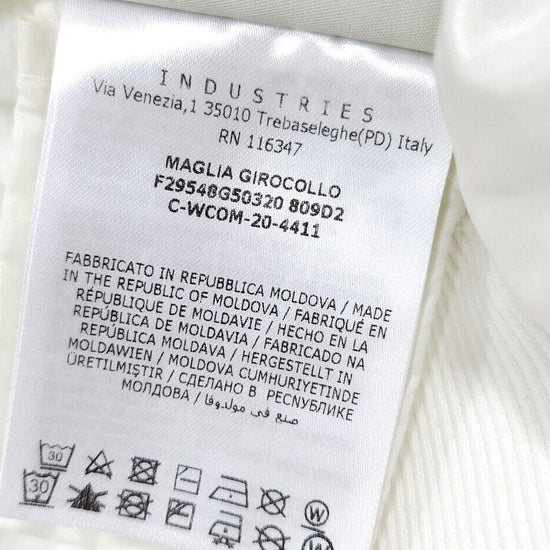 INDUSTRIES
Via Venezia,1 35010 Trebaseleghe(PD) Italy
RN 116347
MAGLIA GIROCOLLO
F29548G50320 809D2
C-WCOM-20-4411
FABBRICATO IN REPUBBLICA MOLDOVA / MADE
IN THE REPUBLIC OF MOLDOVA / FABRIQUÉ EN
RÉPUBLIQUE DE MOLDAVIE / HECHO EN LA
REPÚBLICA DE MOLDAVIA / FABRICADO NA
REPÚBLICA MOLDAVA / HERGESTELLT IN
MOLDAWIEN / MOLDOVA CUMHURIYETINDE
ÜRETILMIŞTIR / СДЕЛАНО В РЕСПУБЛИКЕ
МОЛДОВА / صنع في مولدوفا
30 W
30 W